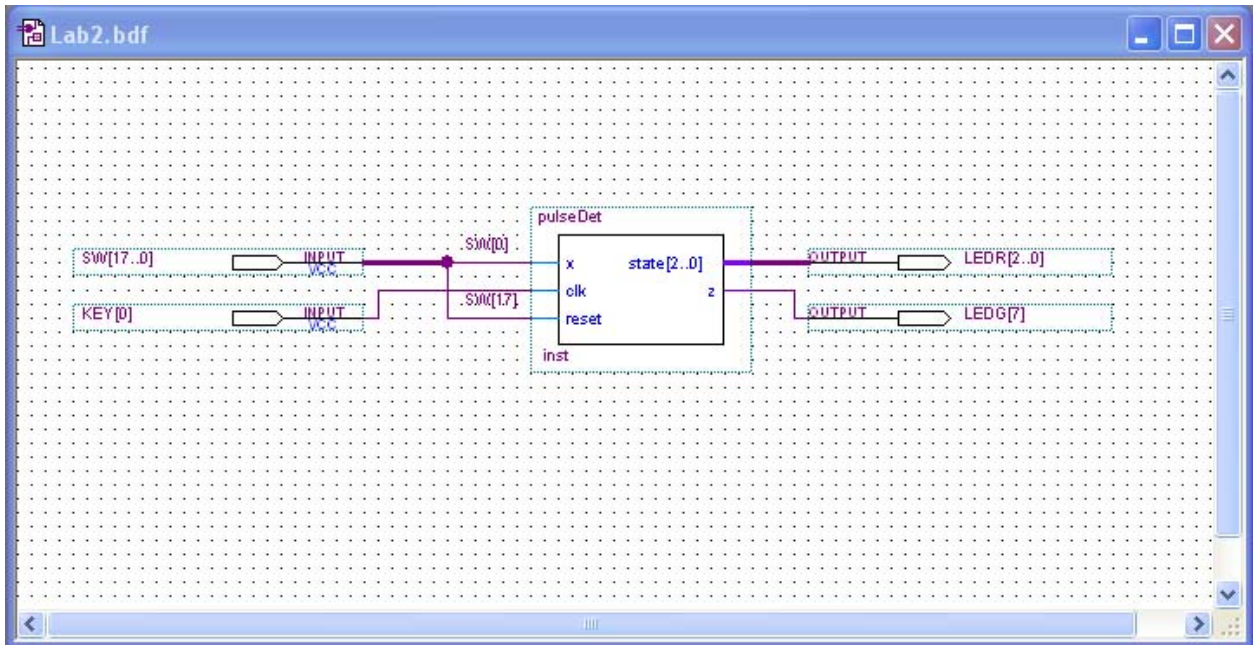 Lab2.bdf
pulseDet
SW[17..0]
INPUT
VCC
SW[0]
x
state[2..0]
OUTPUT
LEDR[2..0]
KEY[0]
INPUT
VCC
clk
z
SW[17]
reset
OUTPUT
LEDG[7]
inst